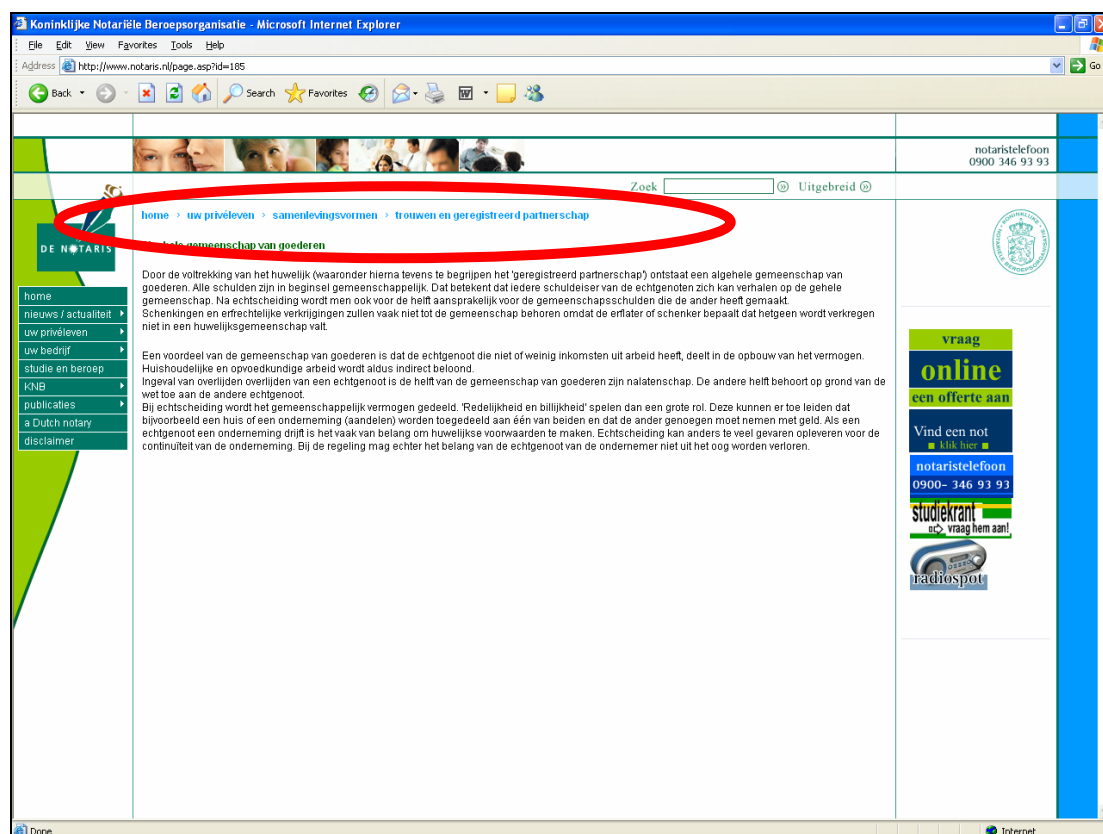 Koninklijke Notariële Beroepsorganisatie - Microsoft Internet Explorer
File Edit View Favorites Tools Help
Address http://www.notaris.nl/page.asp?id=185 Go
Back Search Favorites
notaristelefoon
0900 346 93 93
Zoek Uitgebreid
home › uw privéleven › samenlevingsvormen › trouwen en geregistreerd partnerschap
DE NOTARIS
gemeenschap van goederen
Door de voltrekking van het huwelijk (waaronder hierna tevens te begrijpen het 'geregistreerd partnerschap') ontstaat een algehele gemeenschap van
goederen. Alle schulden zijn in beginsel gemeenschappelijk. Dat betekent dat iedere schuldeiser van de echtgenoten zich kan verhalen op de gehele
gemeenschap. Na echtscheiding wordt men ook voor de helft aansprakelijk voor de gemeenschapsschulden die de ander heeft gemaakt.
Schenkingen en erfrechtelijke verkrijgingen zullen vaak niet tot de gemeenschap behoren omdat de erflater of schenker bepaalt dat hetgeen wordt verkregen
niet in een huwelijksgemeenschap valt.
Een voordeel van de gemeenschap van goederen is dat de echtgenoot die niet of weinig inkomsten uit arbeid heeft, deelt in de opbouw van het vermogen.
Huishoudelijke en opvoedkundige arbeid wordt aldus indirect beloond.
Ingeval van overlijden overlijden van een echtgenoot is de helft van de gemeenschap van goederen zijn nalatenschap. De andere helft behoort op grond van de
wet toe aan de andere echtgenoot.
Bij echtscheiding wordt het gemeenschappelijk vermogen gedeeld. 'Redelijkheid en billijkheid' spelen dan een grote rol. Deze kunnen er toe leiden dat
bijvoorbeeld een huis of een onderneming (aandelen) worden toegedeeld aan één van beiden en dat de ander genoegen moet nemen met geld. Als een
echtgenoot een onderneming drijft is het vaak van belang om huwelijkse voorwaarden te maken. Echtscheiding kan anders te veel gevaren opleveren voor de
continuïteit van de onderneming. Bij de regeling mag echter het belang van de echtgenoot van de ondernemer niet uit het oog worden verloren.
home
nieuws / actualiteit
uw privéleven
uw bedrijf
studie en beroep
KNB
publicaties
a Dutch notary
disclaimer
vraag
online
een offerte aan
Vind een not
klik hier
notaristelefoon
0900- 346 93 93
studiekrant
vraag hem aan!
radiospot
Done
Internet